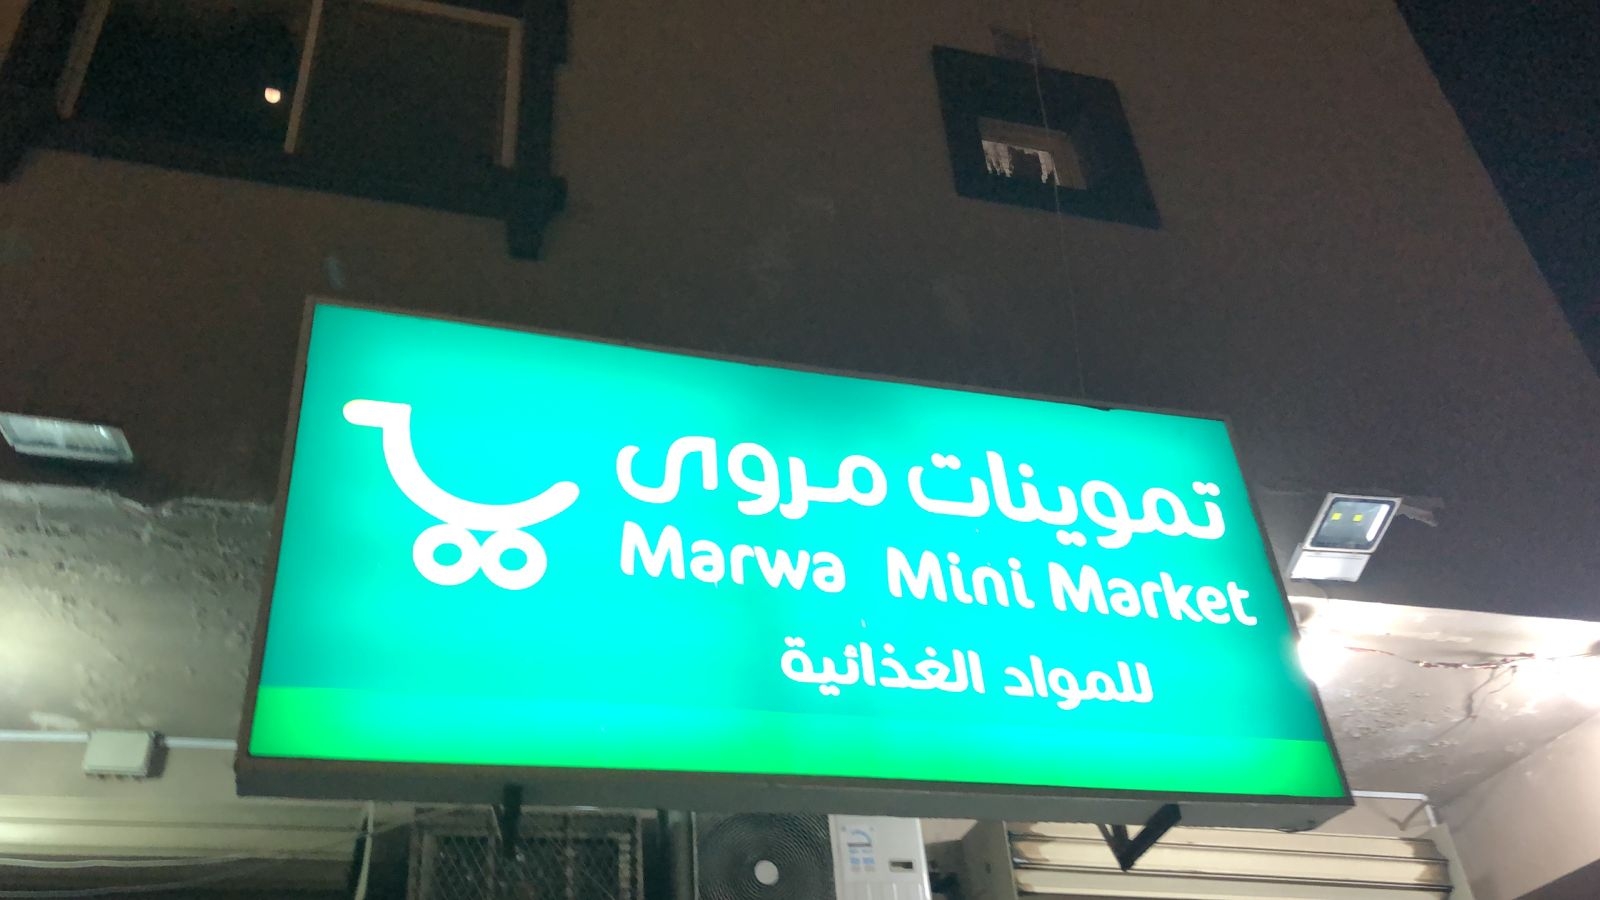 تموينات مروى
Marwa Mini Market
للمواد الغذائية